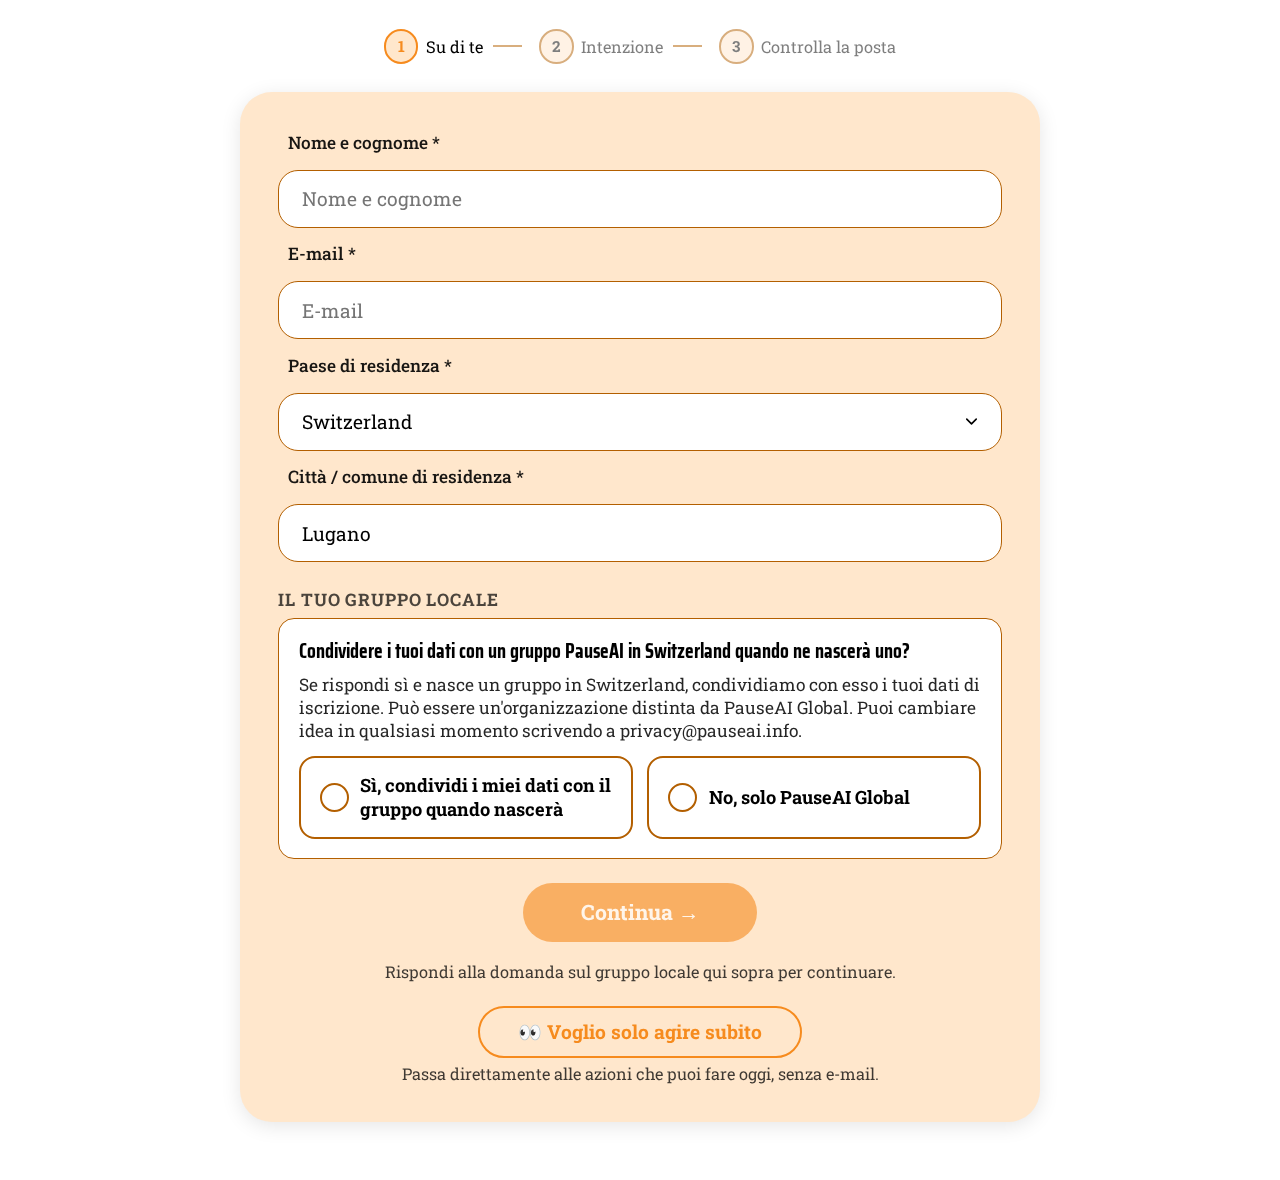 1 Su di te 2 Intenzione 3 Controlla la posta
Nome e cognome *
Nome e cognome
E-mail *
E-mail
Paese di residenza *
Switzerland
Città / comune di residenza *
Lugano
IL TUO GRUPPO LOCALE
Condividere i tuoi dati con un gruppo PauseAI in Switzerland quando ne nascerà uno?
Se rispondi sì e nasce un gruppo in Switzerland, condividiamo con esso i tuoi dati di
iscrizione. Può essere un'organizzazione distinta da PauseAI Global. Puoi cambiare
idea in qualsiasi momento scrivendo a privacy@pauseai.info.
Sì, condividi i miei dati con il
gruppo quando nascerà
No, solo PauseAI Global
Continua →
Rispondi alla domanda sul gruppo locale qui sopra per continuare.
👀 Voglio solo agire subito
Passa direttamente alle azioni che puoi fare oggi, senza e-mail.